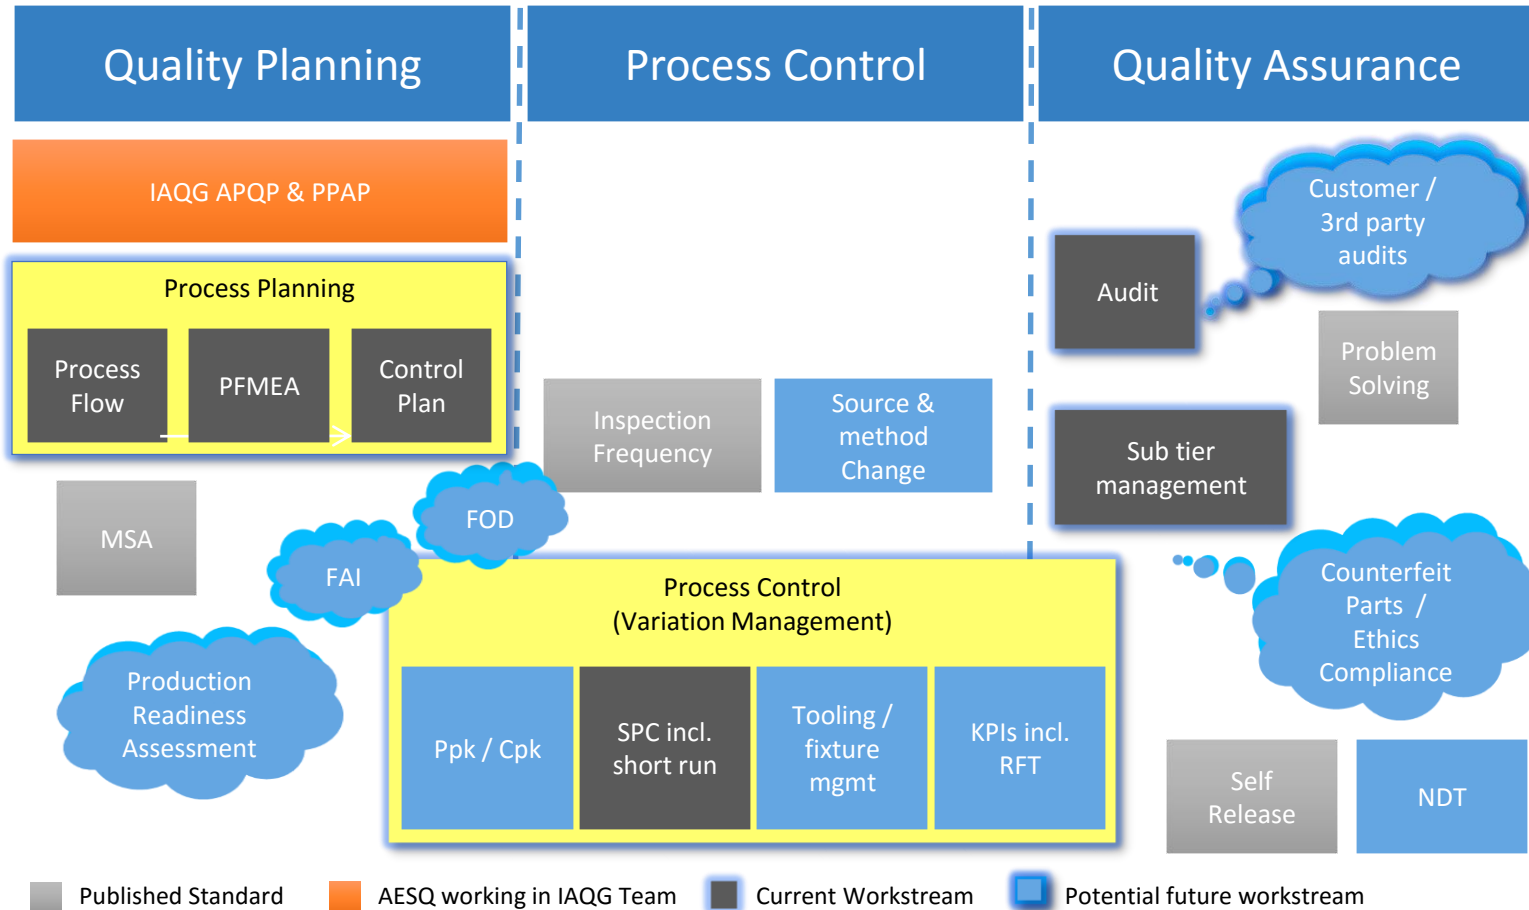 Quality Planning
Process Control
Quality Assurance
IAQG APQP & PPAP
Process Planning
Process
Flow
PFMEA
Control
Plan
MSA
FAI
FOD
Production
Readiness
Assessment
Inspection
Frequency
Source &
method
Change
Process Control
(Variation Management)
Ppk / Cpk
SPC incl.
short run
Tooling /
fixture
mgmt
KPIs incl.
RFT
Customer /
3rd party
audits
Audit
Problem
Solving
Sub tier
management
Counterfeit
Parts /
Ethics
Compliance
Self
Release
NDT
Published Standard
AESQ working in IAQG Team
Current Workstream
Potential future workstream